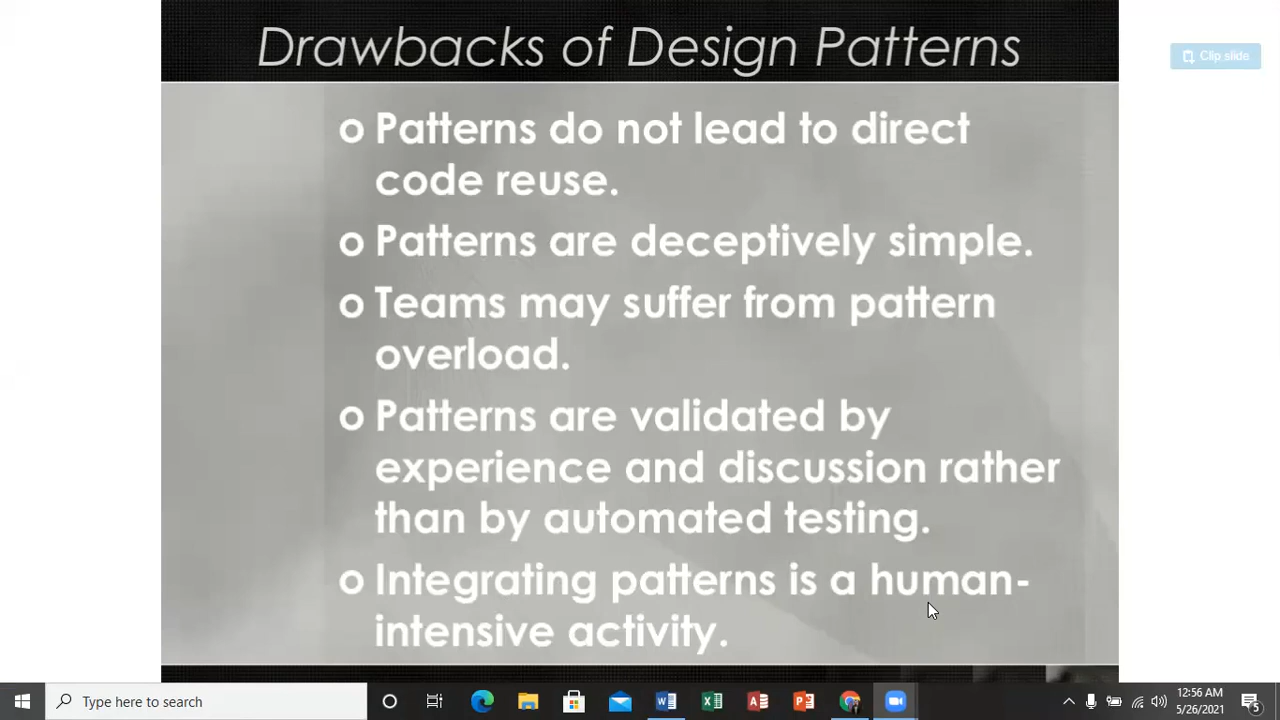 Drawbacks of Design Patterns
Clip slide
o Patterns do not lead to direct
code reuse.
o Patterns are deceptively simple.
o Teams may suffer from pattern
overload.
o Patterns are validated by
experience and discussion rather
than by automated testing.
o Integrating patterns is a human-
intensive activity.
Type here to search
12:56 AM
5/26/2021
5